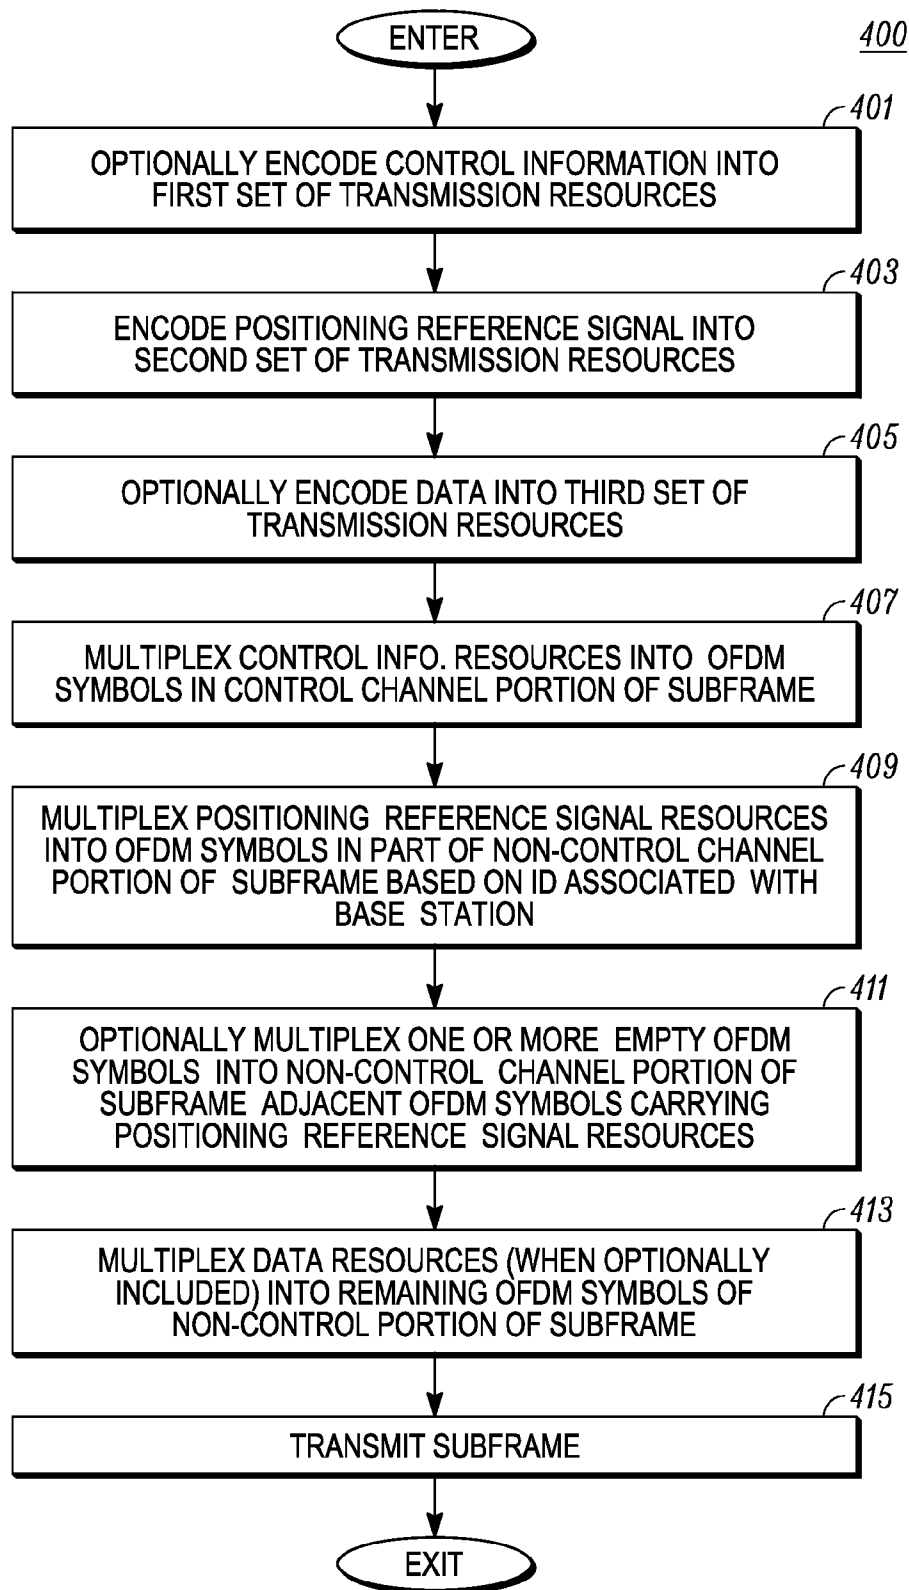 ENTER
400
401
OPTIONALLY ENCODE CONTROL INFORMATION INTO
FIRST SET OF TRANSMISSION RESOURCES
403
ENCODE POSITIONING REFERENCE SIGNAL INTO
SECOND SET OF TRANSMISSION RESOURCES
405
OPTIONALLY ENCODE DATA INTO THIRD SET OF
TRANSMISSION RESOURCES
407
MULTIPLEX CONTROL INFO. RESOURCES INTO OFDM
SYMBOLS IN CONTROL CHANNEL PORTION OF SUBFRAME
409
MULTIPLEX POSITIONING REFERENCE SIGNAL RESOURCES
INTO OFDM SYMBOLS IN PART OF NON-CONTROL CHANNEL
PORTION OF SUBFRAME BASED ON ID ASSOCIATED WITH
BASE STATION
411
OPTIONALLY MULTIPLEX ONE OR MORE EMPTY OFDM
SYMBOLS INTO NON-CONTROL CHANNEL PORTION OF
SUBFRAME ADJACENT OFDM SYMBOLS CARRYING
POSITIONING REFERENCE SIGNAL RESOURCES
413
MULTIPLEX DATA RESOURCES (WHEN OPTIONALLY
INCLUDED) INTO REMAINING OFDM SYMBOLS OF
NON-CONTROL PORTION OF SUBFRAME
415
TRANSMIT SUBFRAME
EXIT